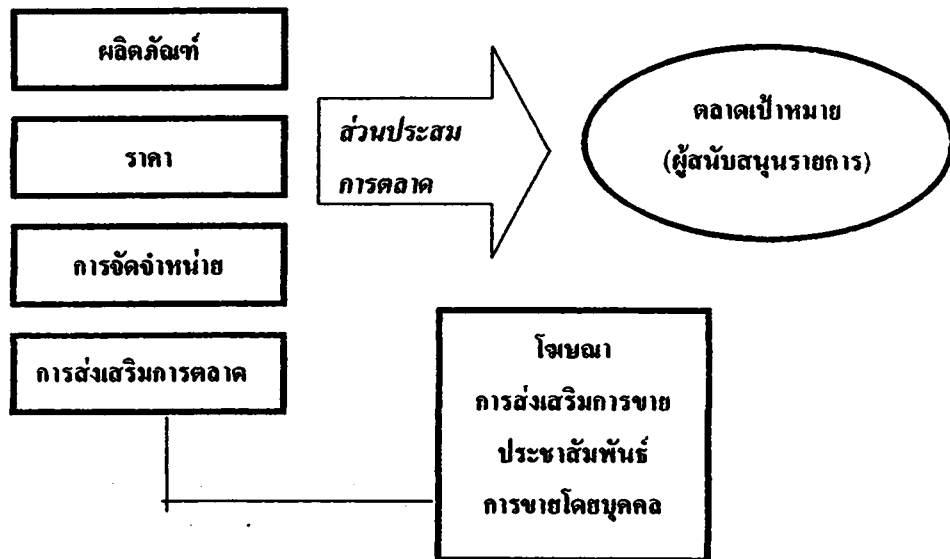 ผลิตภัณฑ์
ราคา
การจัดจำหน่าย
การส่งเสริมการตลาด
ส่วนประสม
การตลาด
ตลาดเป้าหมาย
(ผู้สนับสนุนรายการ)
โฆษณา
การส่งเสริมการขาย
ประชาสัมพันธ์
การขายโดยบุคคล